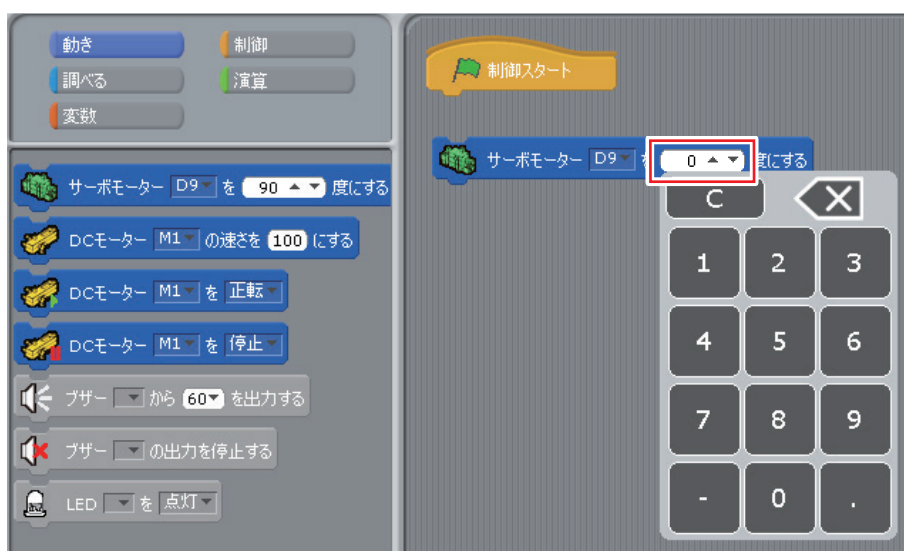 動き 制御
調べる 演算
変数
サーボモーター D9 を 90 度にする
DCモーター M1 の速さを 100 にする
DCモーター M1 を 正転
DCモーター M1 を 停止
ブザー から 60 を出力する
ブザー の出力を停止する
LED を 点灯
制御スタート
サーボモーター D9 を 0 度にする
C X
1 2 3
4 5 6
7 8 9
- 0 .